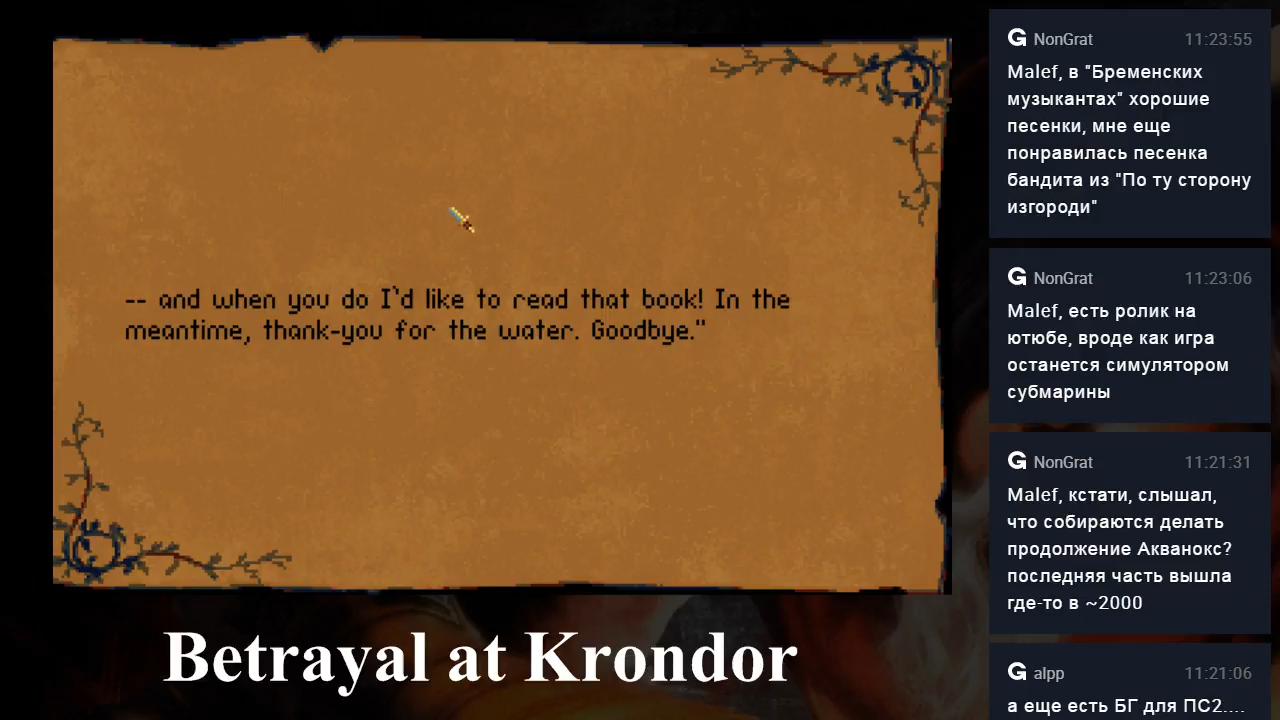 -- and when you do I'd like to read that book! In the
meantime, thank-you for the water. Goodbye."
Betrayal at Krondor
G NonGrat 11:23:55
Malef, в "Бременских
музыкантах" хорошие
песенки, мне еще
понравилась песенка
бандита из "По ту сторону
изгороди"
G NonGrat 11:23:06
Malef, есть ролик на
ютюбе, вроде как игра
останется симулятором
субмарины
G NonGrat 11:21:31
Malef, кстати, слышал,
что собираются делать
продолжение Акванокс?
последняя часть вышла
где-то в ~2000
G alpp 11:21:06
а еще есть БГ для ПС2....